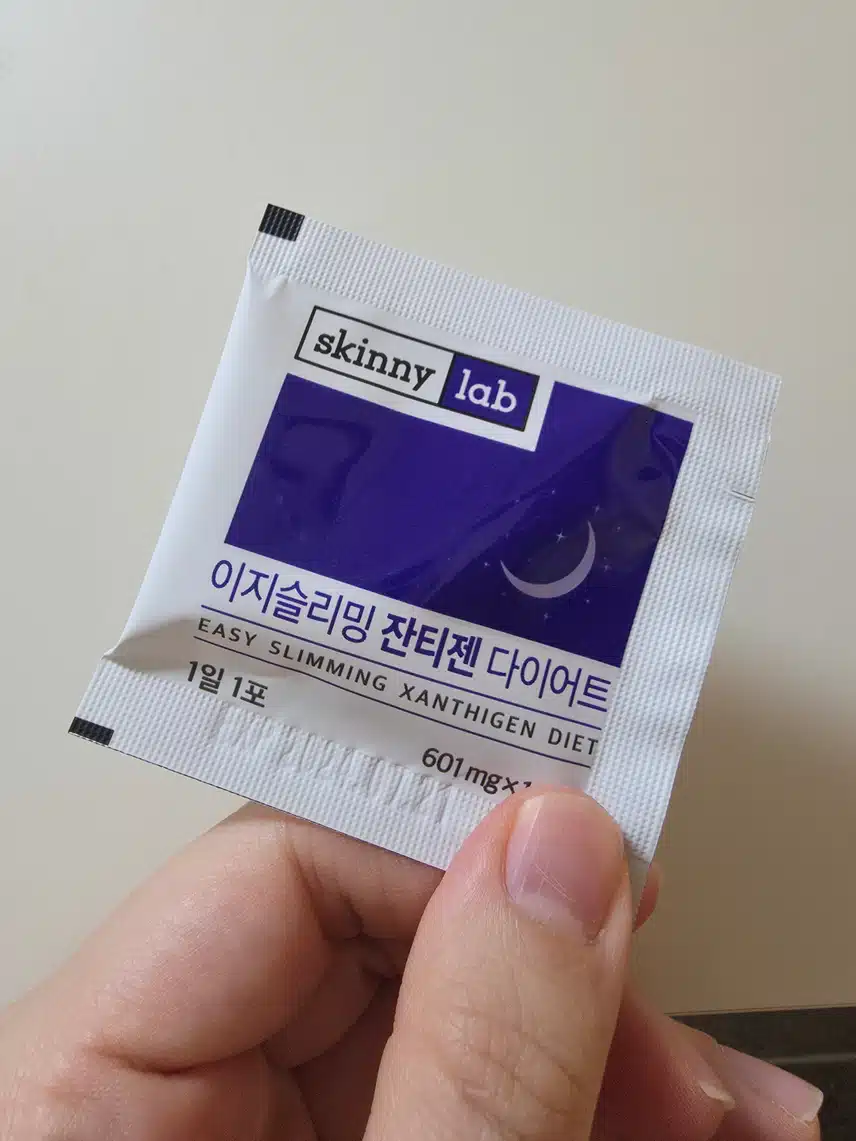 skinny lab
이지슬리밍 잔티젠 다이어트
EASY SLIMMING XANTHIGEN DIET
1일 1포
601mg×